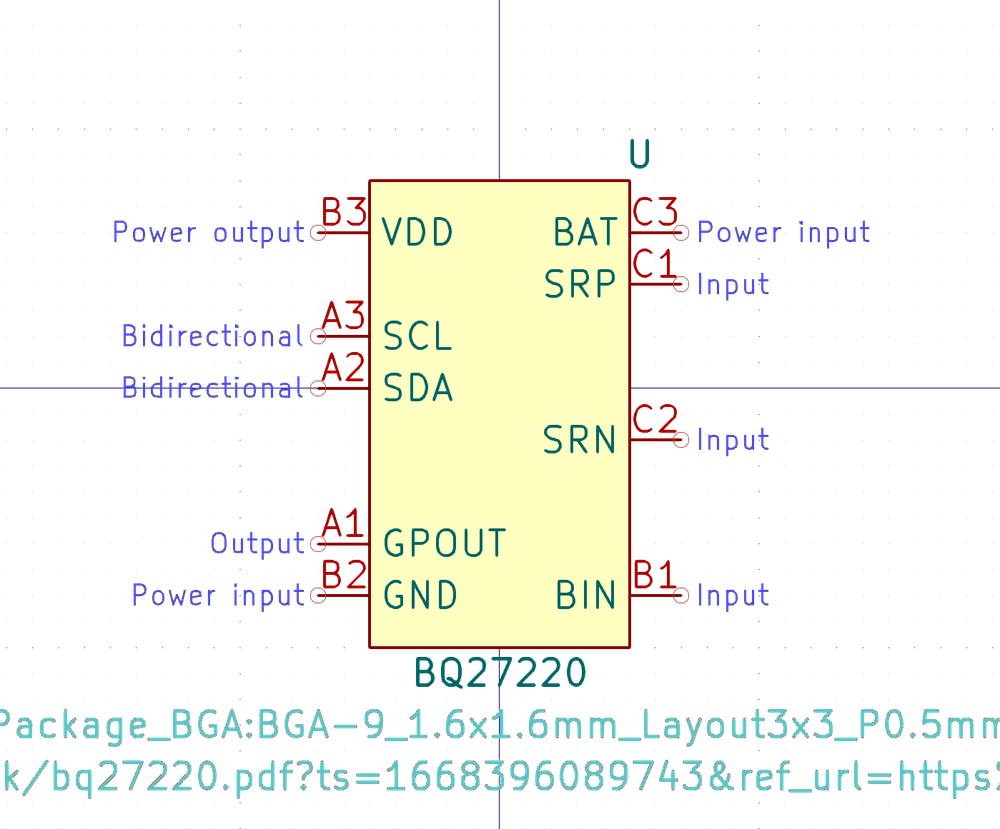 U
Power output B3 VDD BAT C3 Power input
SRP C1 Input
Bidirectional A3 SCL
Bidirectional A2 SDA
SRN C2 Input
Output A1 GPOUT
Power input B2 GND BIN B1 Input
BQ27220
Package_BGA:BGA-9_1.6x1.6mm_Layout3x3_P0.5mm
k/bq27220.pdf?ts=1668396089743&ref_url=https